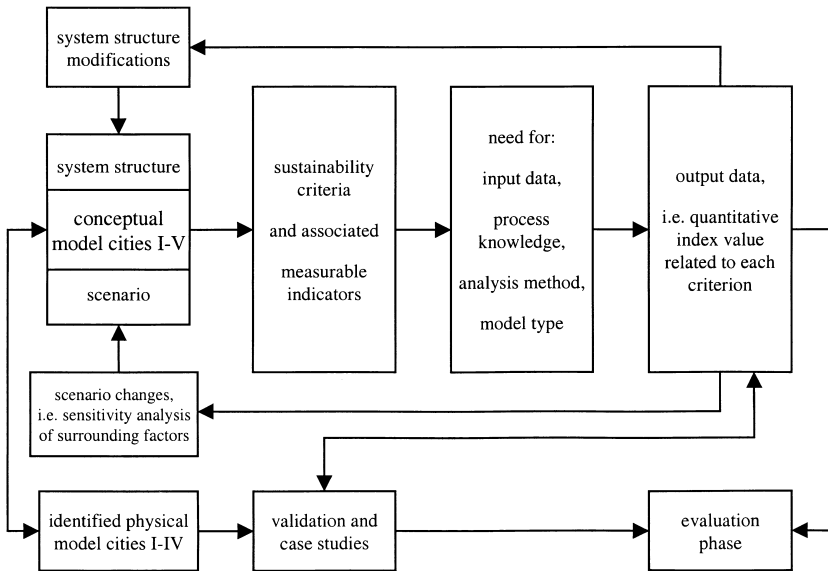 system structure
modifications
system structure
conceptual
model cities I-V
scenario
sustainability
criteria
and associated
measurable
indicators
need for:
input data,
process
knowledge,
analysis method,
model type
output data,
i.e. quantitative
index value
related to each
criterion
scenario changes,
i.e. sensitivity analysis
of surrounding factors
identified physical
model cities I-IV
validation and
case studies
evaluation
phase